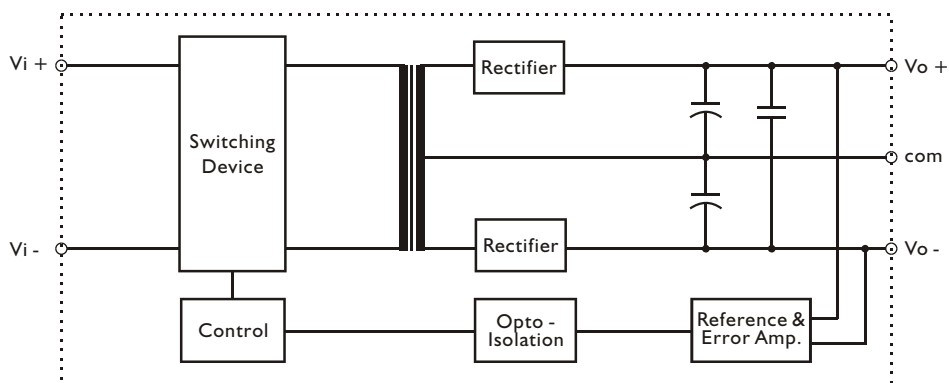 Vi +
Switching
Device
Rectifier
Vo +
com
Vi -
Rectifier
Vo -
Control
Opto -
Isolation
Reference &
Error Amp.